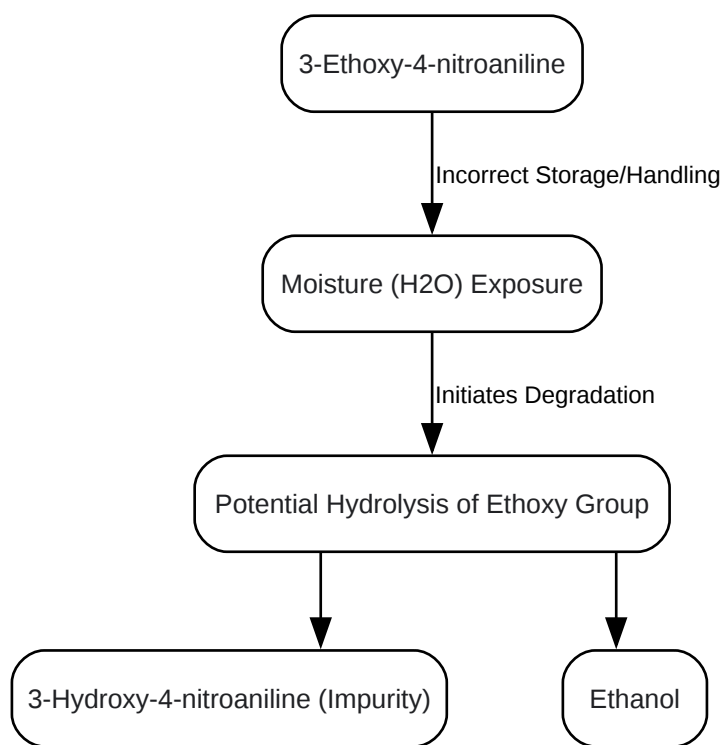 3-Ethoxy-4-nitroaniline
Incorrect Storage/Handling
Moisture (H2O) Exposure
Initiates Degradation
Potential Hydrolysis of Ethoxy Group
3-Hydroxy-4-nitroaniline (Impurity)
Ethanol